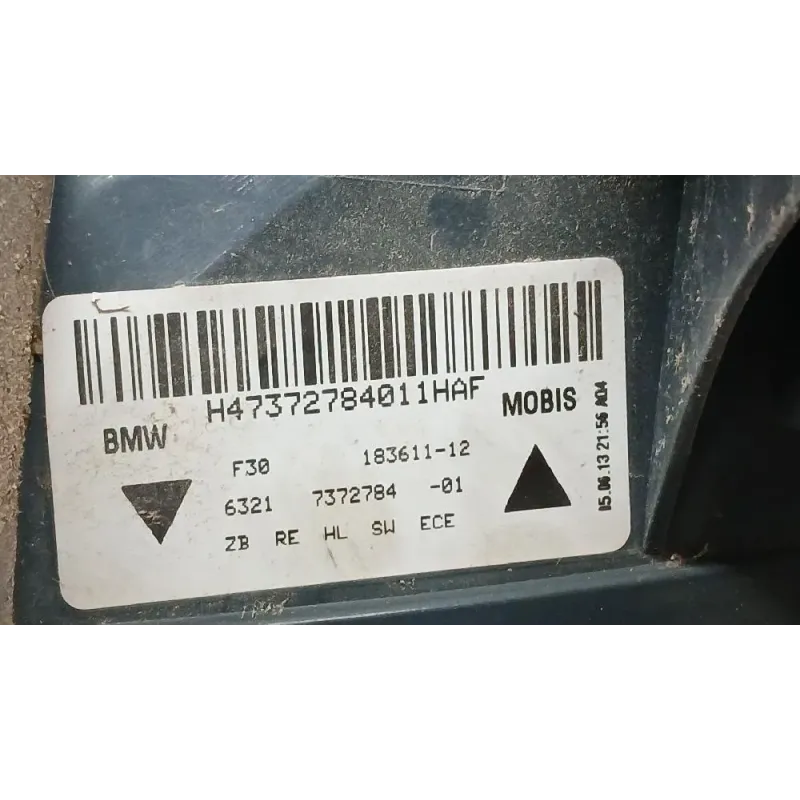 H47372784011HAF
BMW
MOBIS
F30 183611-12
6321 7372784 -01
ZB RE HL SW ECE
15.06.13 21:56 A04